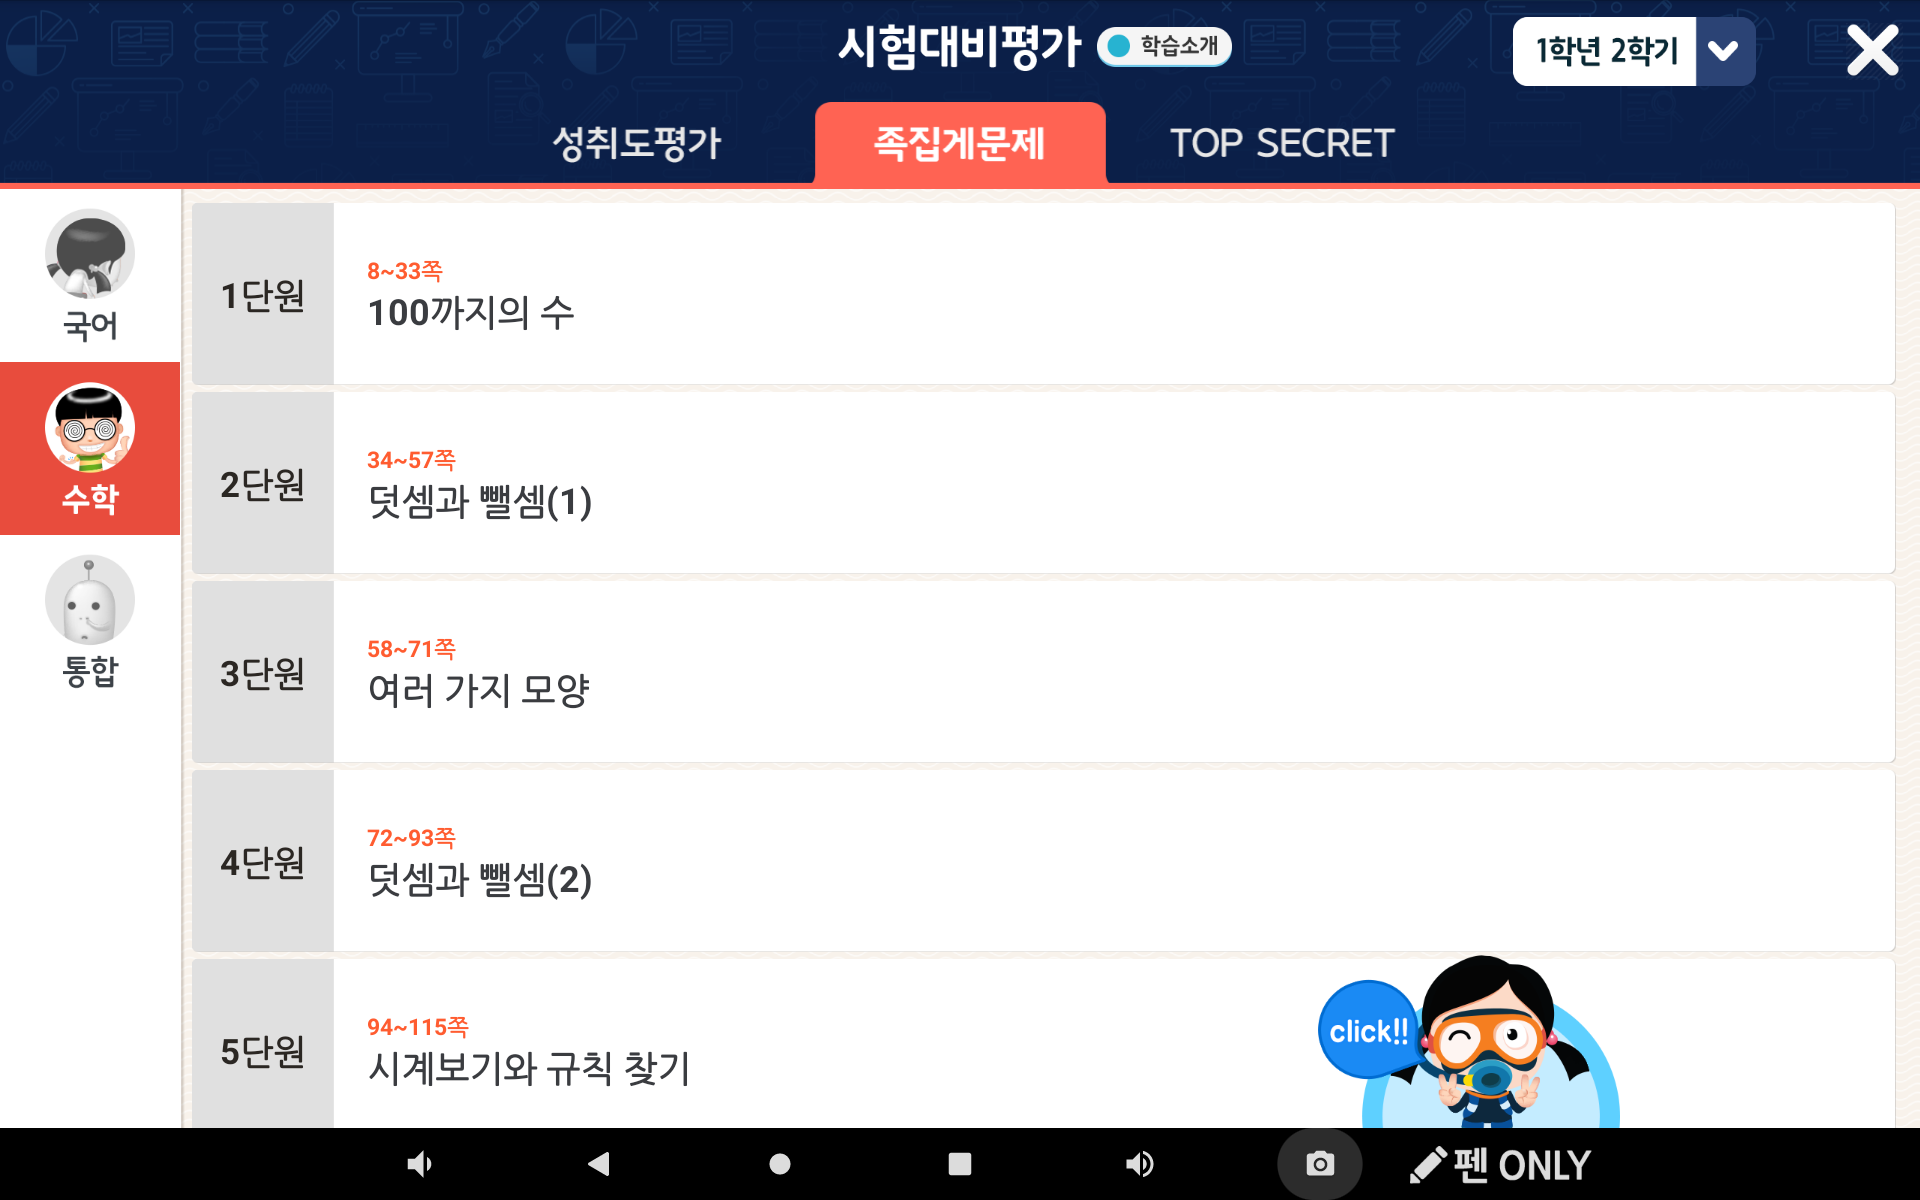 시험대비평가
학습소개
1학년 2학기
성취도평가
족집게문제
TOP SECRET
국어
수학
통합
1단원
8~33쪽
100까지의 수
2단원
34~57쪽
덧셈과 뺄셈(1)
3단원
58~71쪽
여러 가지 모양
4단원
72~93쪽
덧셈과 뺄셈(2)
5단원
94~115쪽
시계보기와 규칙 찾기
click!!
펜 ONLY